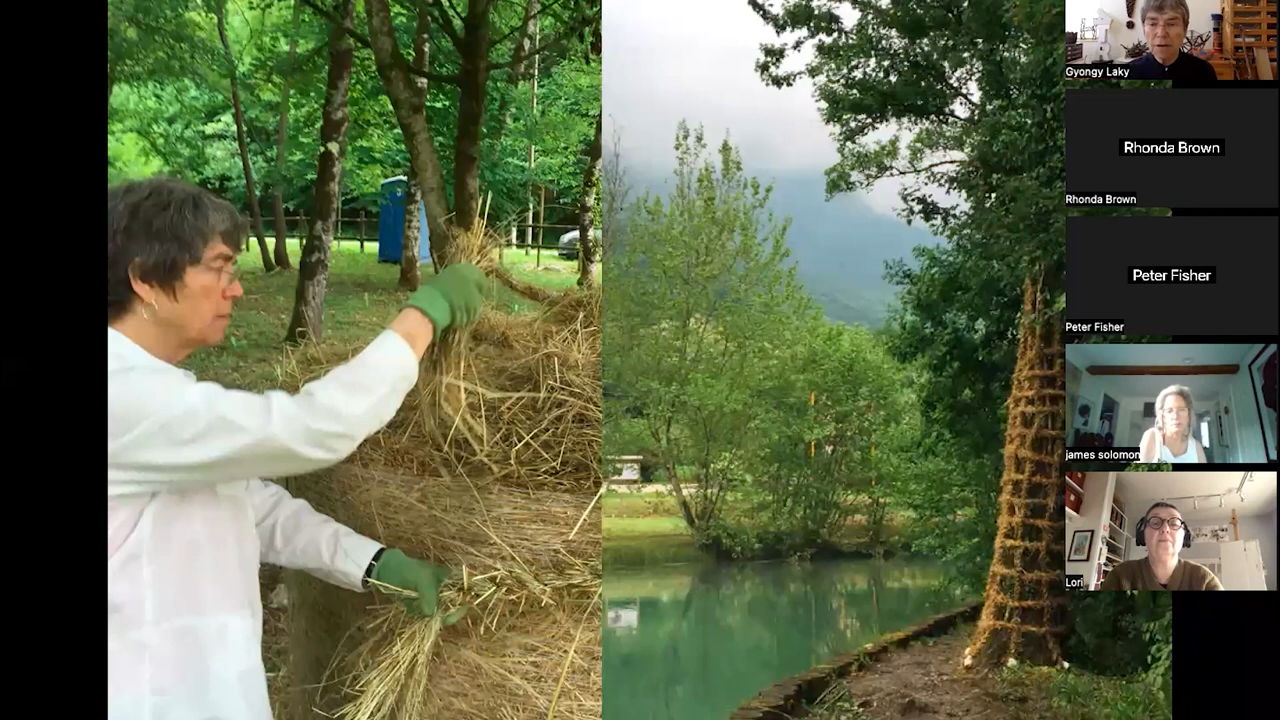 Gyongy Laky
Rhonda Brown
Rhonda Brown
Peter Fisher
Peter Fisher
james solomon
Lori